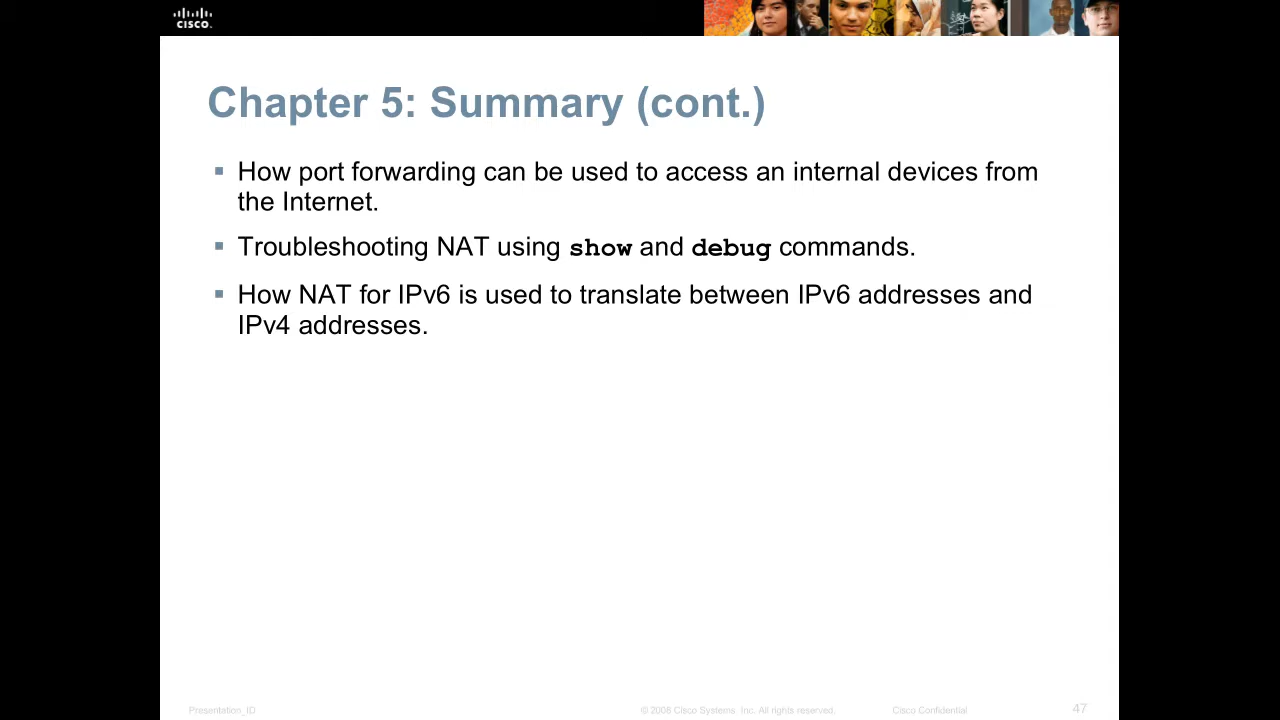 CISCO.
Chapter 5: Summary (cont.)
How port forwarding can be used to access an internal devices from
the Internet.
Troubleshooting NAT using show and debug commands.
How NAT for IPv6 is used to translate between IPv6 addresses and
IPv4 addresses.
Presentation_ID © 2008 Cisco Systems, Inc. All rights reserved. Cisco Confidential 47